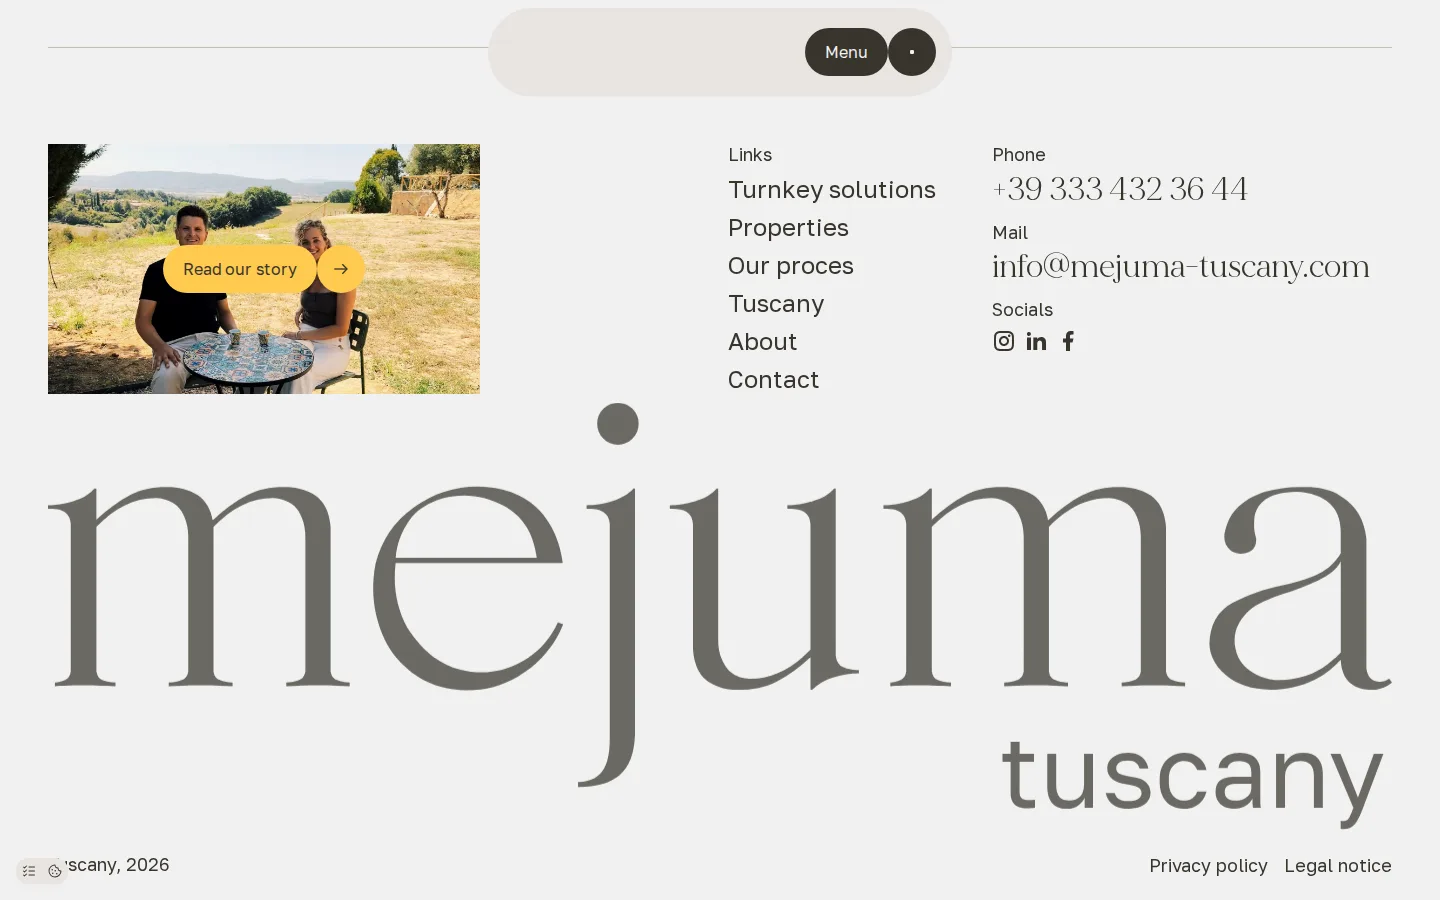 Menu
Read our story
Links
Turnkey solutions
Properties
Our proces
Tuscany
About
Contact
Phone
+39 333 432 36 44
Mail
info@mejuma-tuscany.com
Socials
mejuma
tuscany
uscany, 2026
Privacy policy
Legal notice